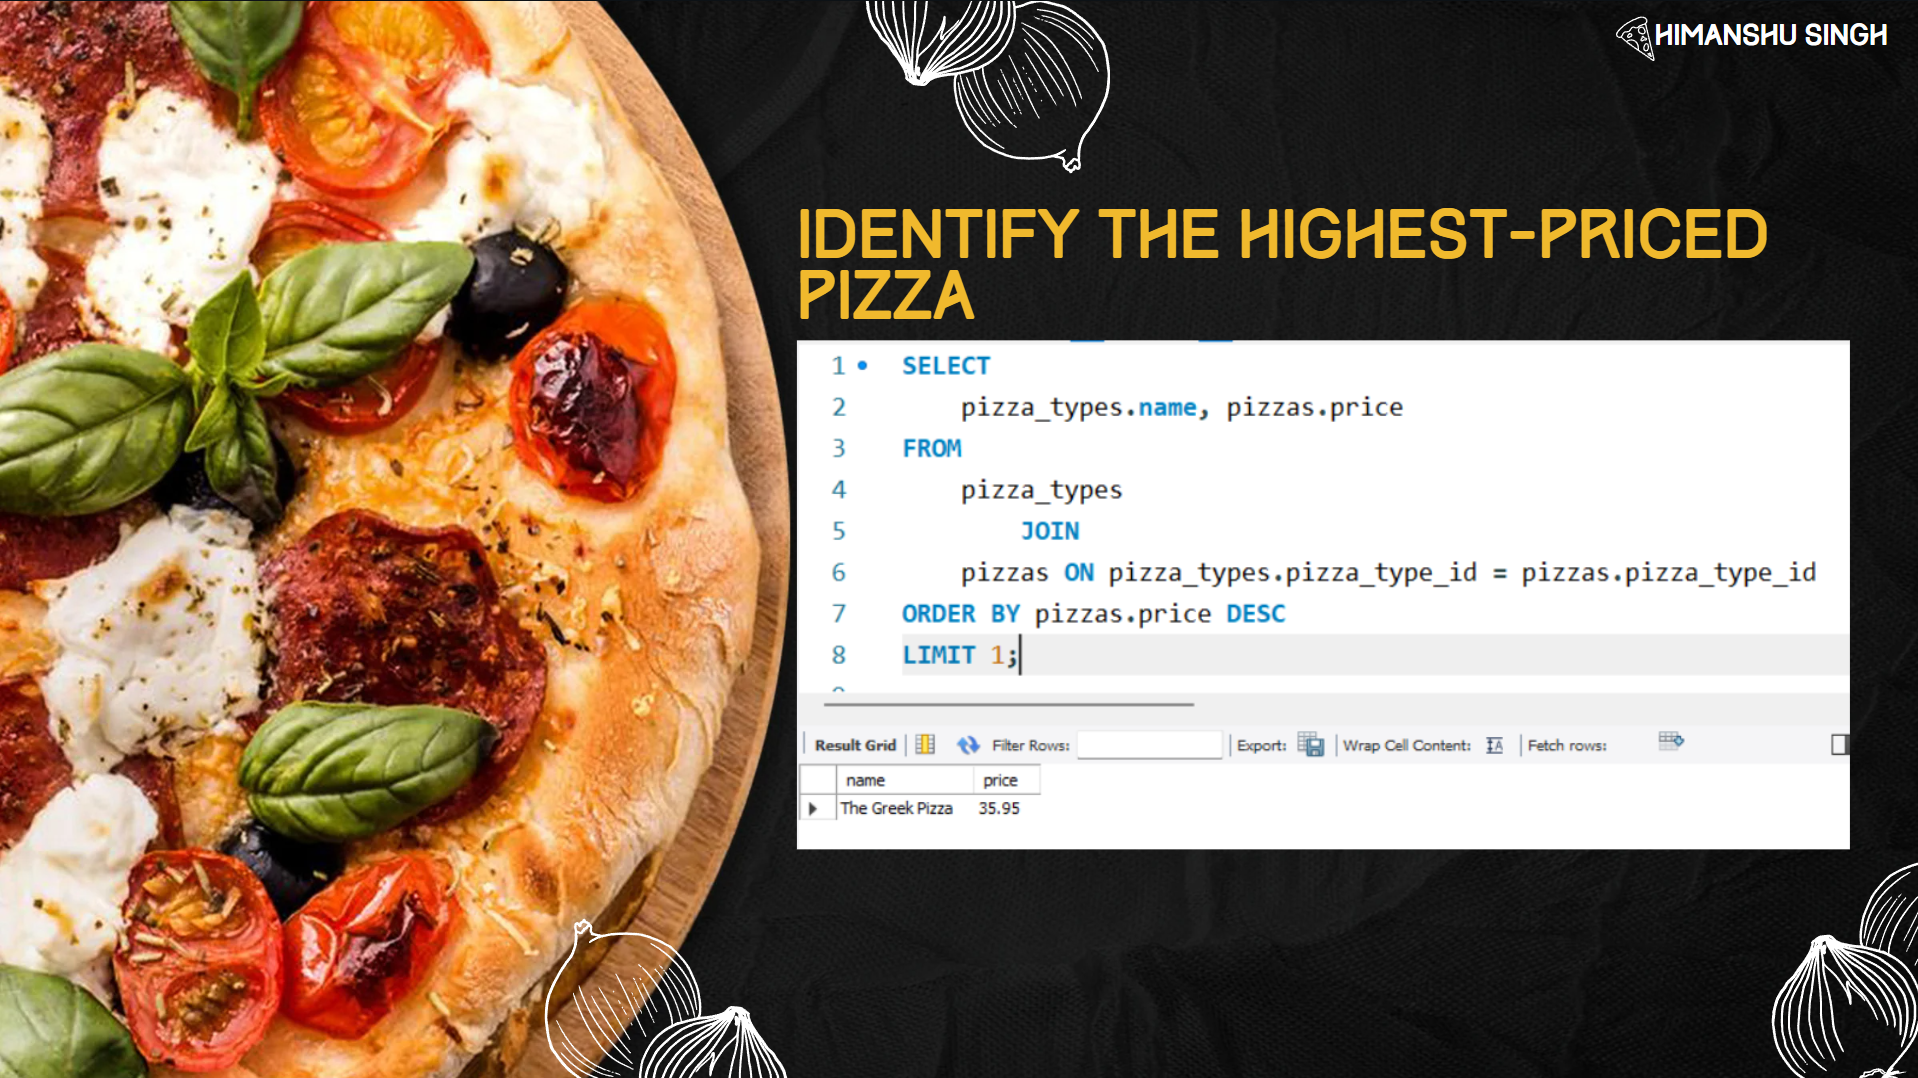 HIMANSHU SINGH
IDENTIFY THE HIGHEST-PRICED
PIZZA
1 SELECT
2 pizza_types.name, pizzas.price
3 FROM
4 pizza_types
5 JOIN
6 pizzas ON pizza_types.pizza_type_id = pizzas.pizza_type_id
7 ORDER BY pizzas.price DESC
8 LIMIT 1;
Result Grid Filter Rows: Export: Wrap Cell Content: Fetch rows:
name price
The Greek Pizza 35.95